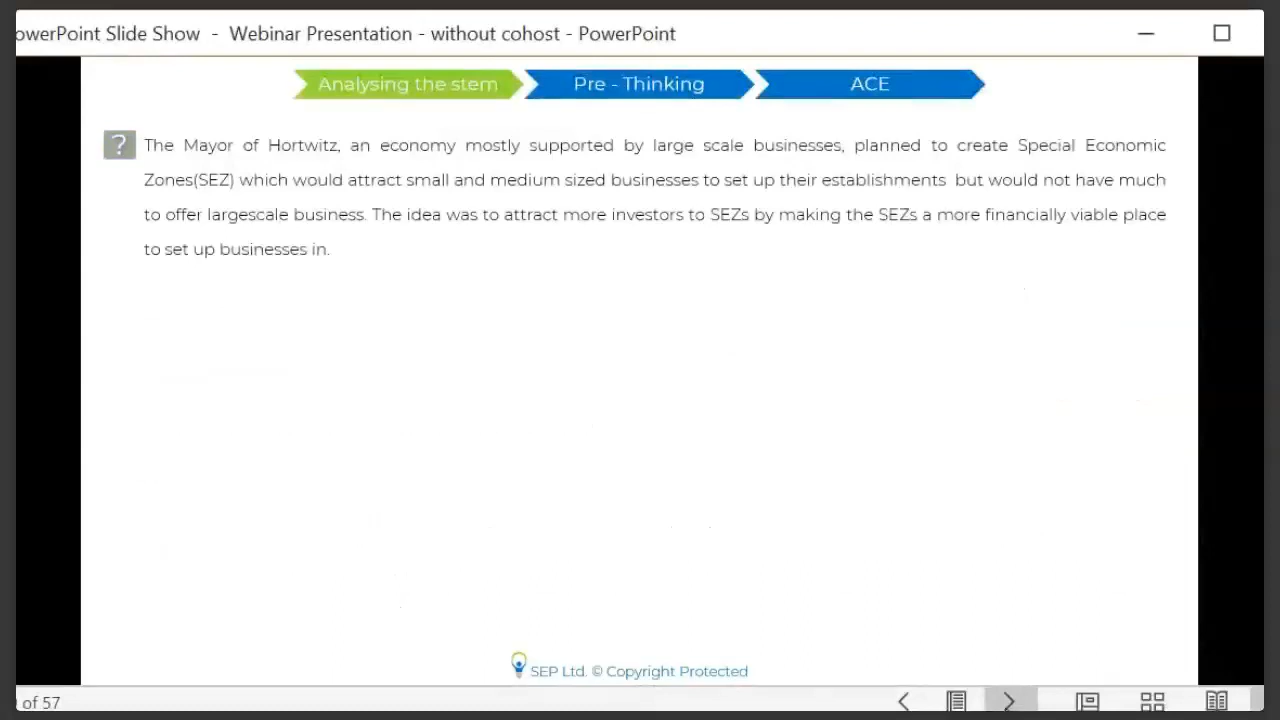 owerPoint Slide Show - Webinar Presentation - without cohost - PowerPoint
Analysing the stem Pre - Thinking ACE
? The Mayor of Hortwitz, an economy mostly supported by large scale businesses, planned to create Special Economic
Zones(SEZ) which would attract small and medium sized businesses to set up their establishments but would not have much
to offer largescale business. The idea was to attract more investors to SEZs by making the SEZs a more financially viable place
to set up businesses in.
SEP Ltd. © Copyright Protected
of 57